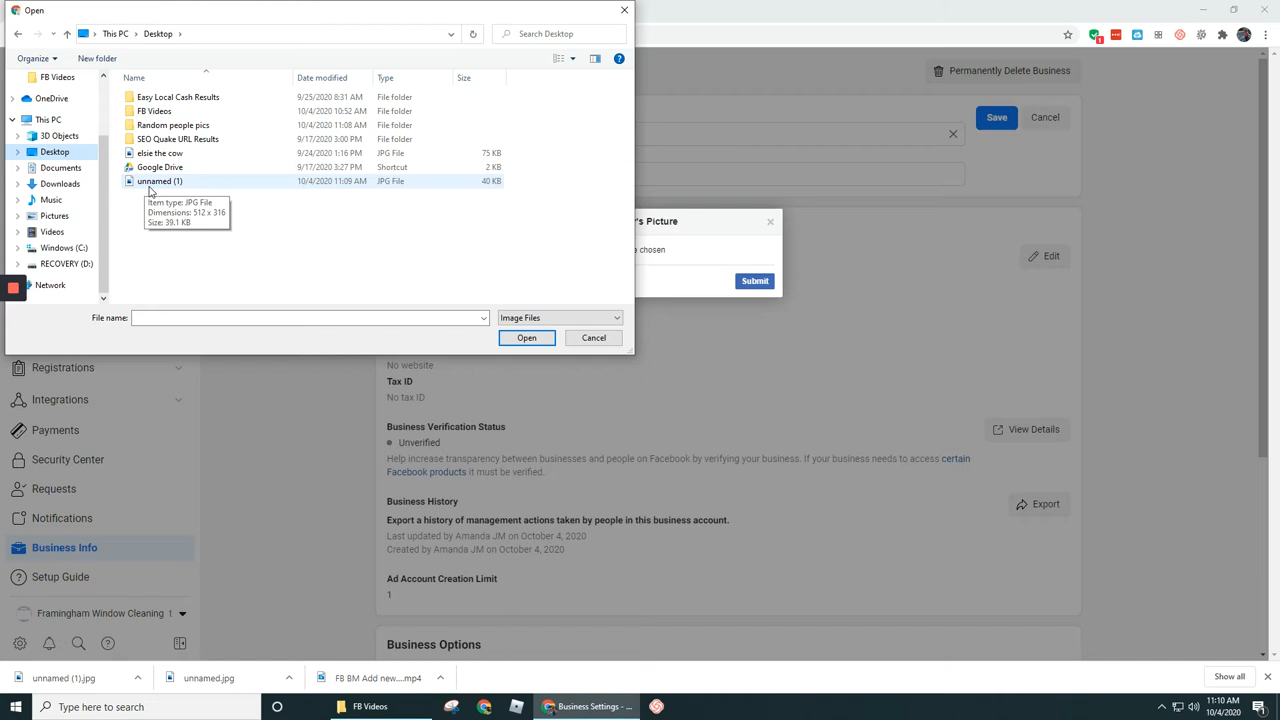 Open
This PC
Desktop
Search Desktop
Organize
New folder
Name
Date modified
Type
Size
FB Videos
OneDrive
This PC
3D Objects
Desktop
Documents
Downloads
Music
Pictures
Videos
Windows (C:)
RECOVERY (D:)
Network
Easy Local Cash Results 9/25/2020 8:31 AM File folder
FB Videos 10/4/2020 10:52 AM File folder
Random people pics 10/4/2020 11:08 AM File folder
SEO Quake URL Results 9/17/2020 3:00 PM File folder
elsie the cow 9/24/2020 1:16 PM JPG File 75 KB
Google Drive 9/17/2020 3:27 PM Shortcut 2 KB
unnamed (1) 10/4/2020 11:09 AM JPG File 40 KB
Item type: JPG File
Dimensions: 512 x 316
Size: 39.1 KB
File name:
Image Files
Open
Cancel
Permanently Delete Business
Save
Cancel
's Picture
chosen
Submit
Edit
No website
Tax ID
No tax ID
Business Verification Status
View Details
Unverified
Help increase transparency between businesses and people on Facebook by verifying your business. If your business needs to access certain
Facebook products it must be verified.
Business History
Export
Export a history of management actions taken by people in this business account.
Last updated by Amanda JM on October 4, 2020
Created by Amanda JM on October 4, 2020
Ad Account Creation Limit
1
Business Options
Registrations
Integrations
Payments
Security Center
Requests
Notifications
Business Info
Setup Guide
Framingham Window Cleaning 1
unnamed (1).jpg
unnamed.jpg
FB BM Add new....mp4
Show all
Type here to search
FB Videos
Business Settings - ...
11:10 AM
10/4/2020